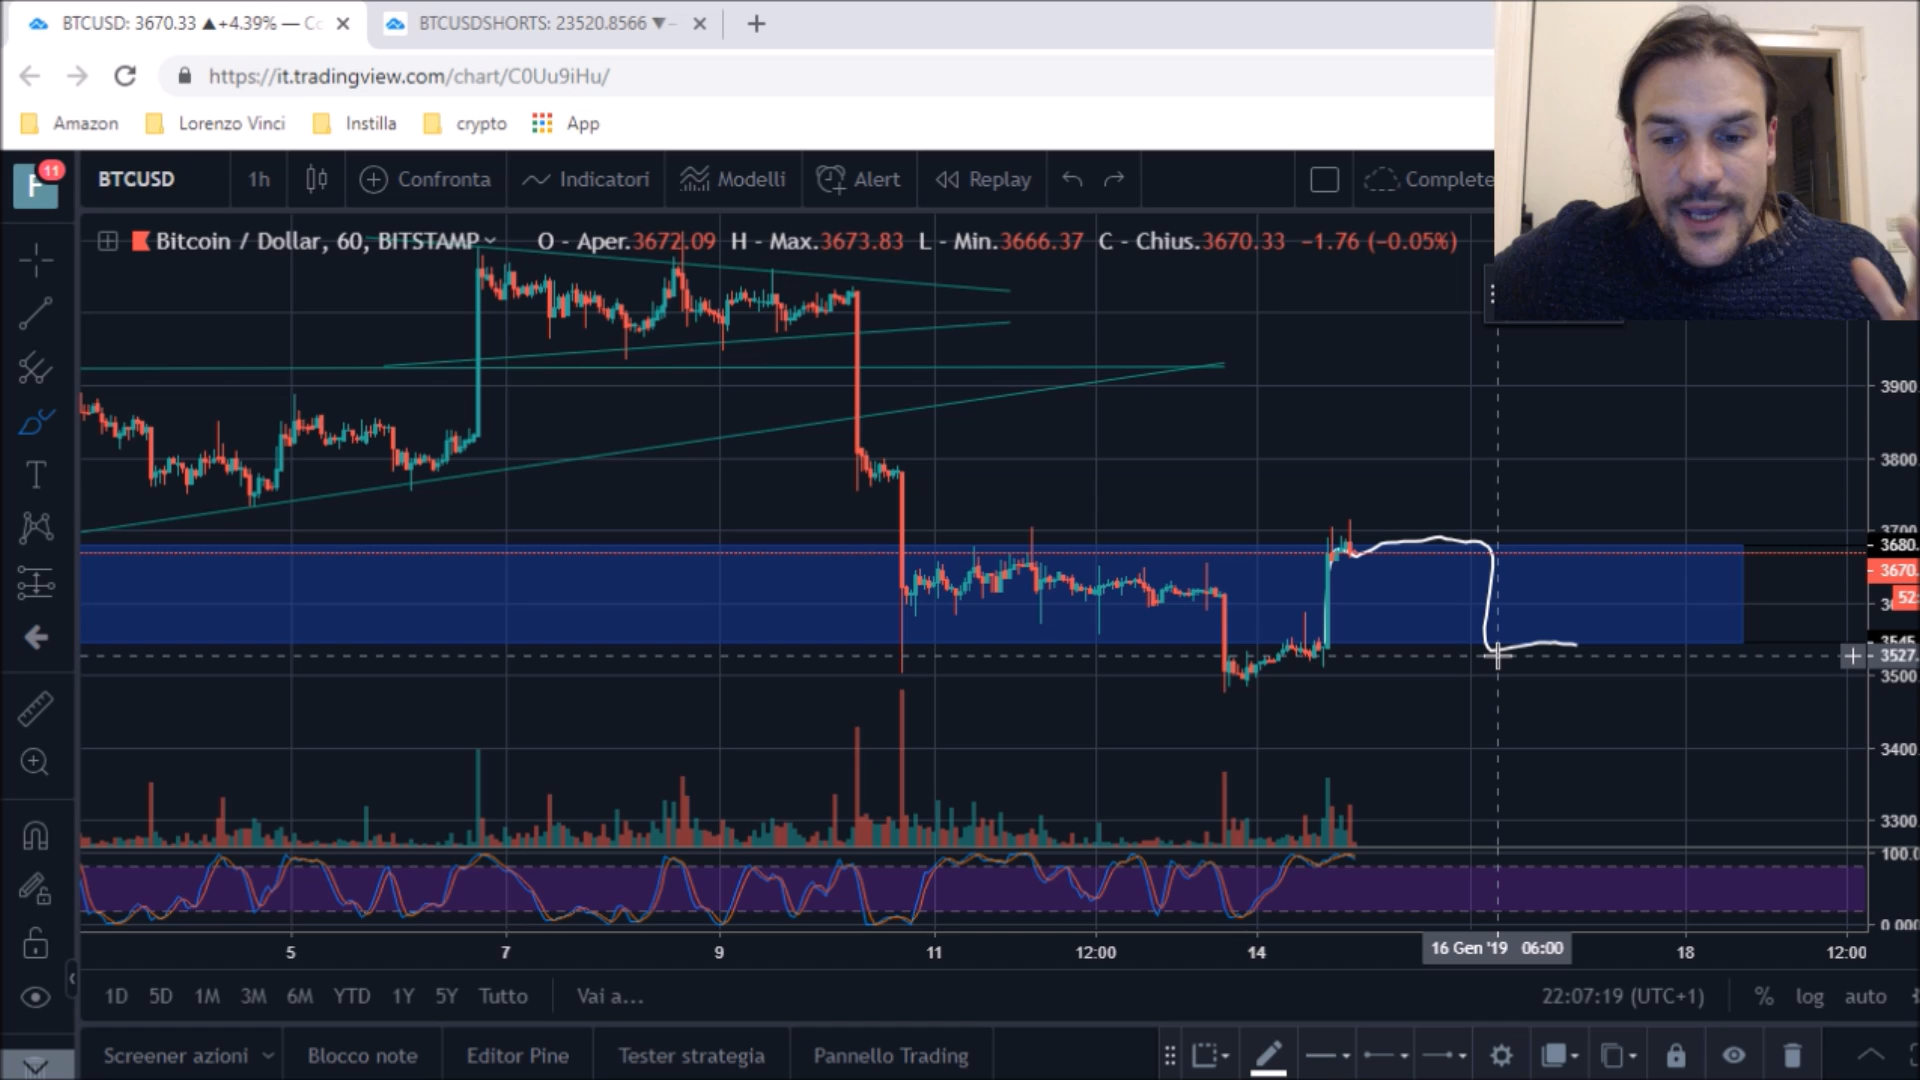 BTCUSD: 3670.33 ▲+4.39% — Co
BTCUSDSHORTS: 23520.8566 ▼−
https://it.tradingview.com/chart/C0Uu9iHu/
Amazon
Lorenzo Vinci
Instilla
crypto
App
11
BTCUSD
1h
Confronta
Indicatori
Modelli
Alert
Replay
Complete
Bitcoin / Dollar, 60, BITSTAMP
O - Aper.3672.09 H - Max.3673.83 L - Min.3666.37 C - Chius.3670.33 −1.76 (−0.05%)
3900
3800
3700
3680.
3670.
52:
3545
3527.
3500
3400
3300
100.0
0.000
5
7
9
11
12:00
14
16 Gen '19 06:00
18
12:00
1D
5D
1M
3M
6M
YTD
1Y
5Y
Tutto
Vai a...
22:07:19 (UTC+1)
%
log
auto
Screener azioni
Blocco note
Editor Pine
Tester strategia
Pannello Trading